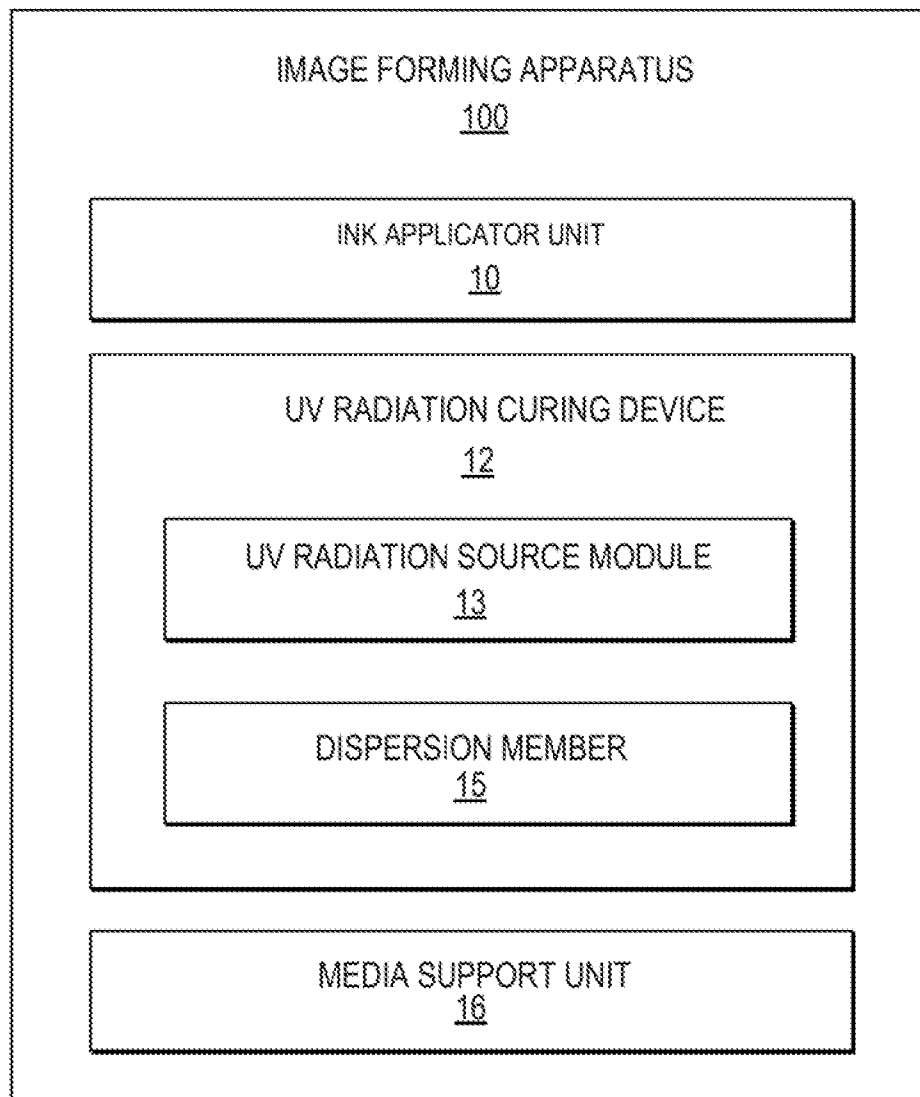 IMAGE FORMING APPARATUS
100
INK APPLICATOR UNIT
10
UV RADIATION CURING DEVICE
12
UV RADIATION SOURCE MODULE
13
DISPERSION MEMBER
15
MEDIA SUPPORT UNIT
16